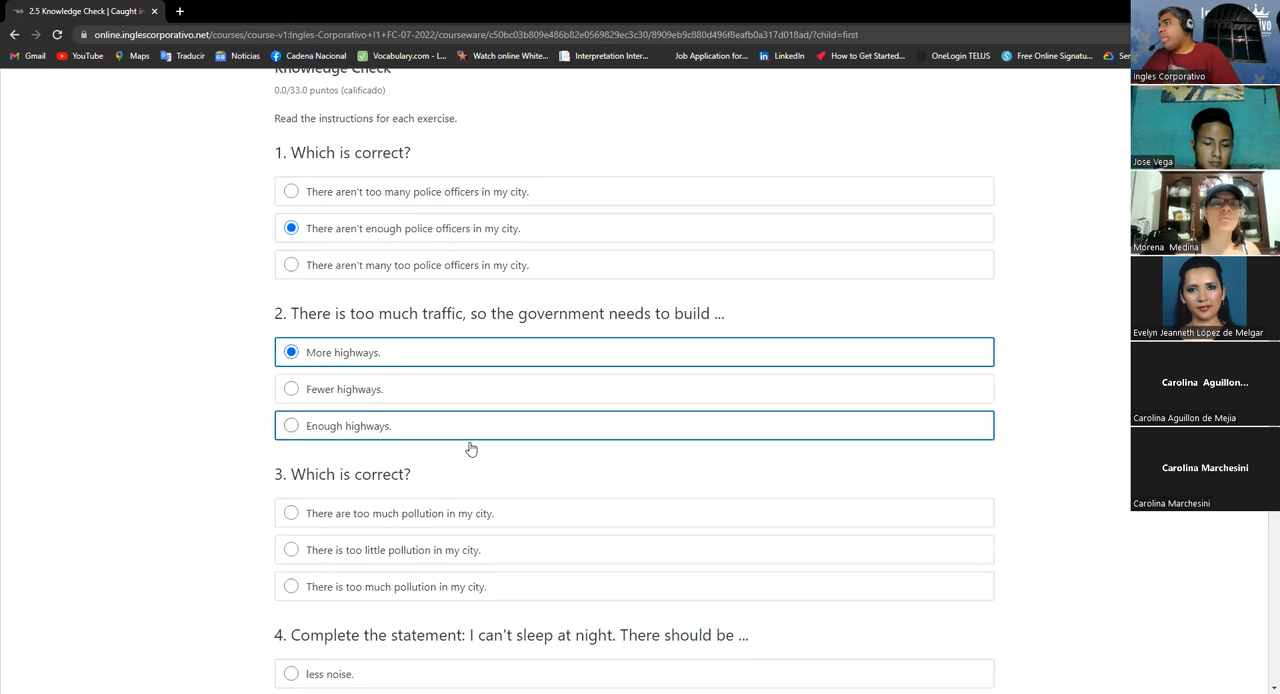 2.5 Knowledge Check | Caught in
online.inglescorporativo.net/courses/course-v1:Ingles-Corporativo+I1+FC-07-2022/courseware/c50bc03b809e486b82e0569829ec3c30/8909eb9c880d496f8eafb0a317d018ad/?child=first
Gmail
YouTube
Maps
Traducir
Noticias
Cadena Nacional
Vocabulary.com - L...
Watch online White...
Interpretation Inter...
Job Application for...
LinkedIn
How to Get Started...
OneLogin TELUS
Free Online Signatu...
Ser
Knowledge Check
0.0/33.0 puntos (calificado)
Read the instructions for each exercise.
1. Which is correct?
There aren't too many police officers in my city.
There aren't enough police officers in my city.
There aren't many too police officers in my city.
2. There is too much traffic, so the government needs to build ...
More highways.
Fewer highways.
Enough highways.
3. Which is correct?
There are too much pollution in my city.
There is too little pollution in my city.
There is too much pollution in my city.
4. Complete the statement: I can't sleep at night. There should be ...
less noise.
Ingles Corporativo
Jose Vega
Morena Medina
Evelyn Jeanneth López de Melgar
Carolina Aguillon...
Carolina Aguillon de Mejia
Carolina Marchesini
Carolina Marchesini